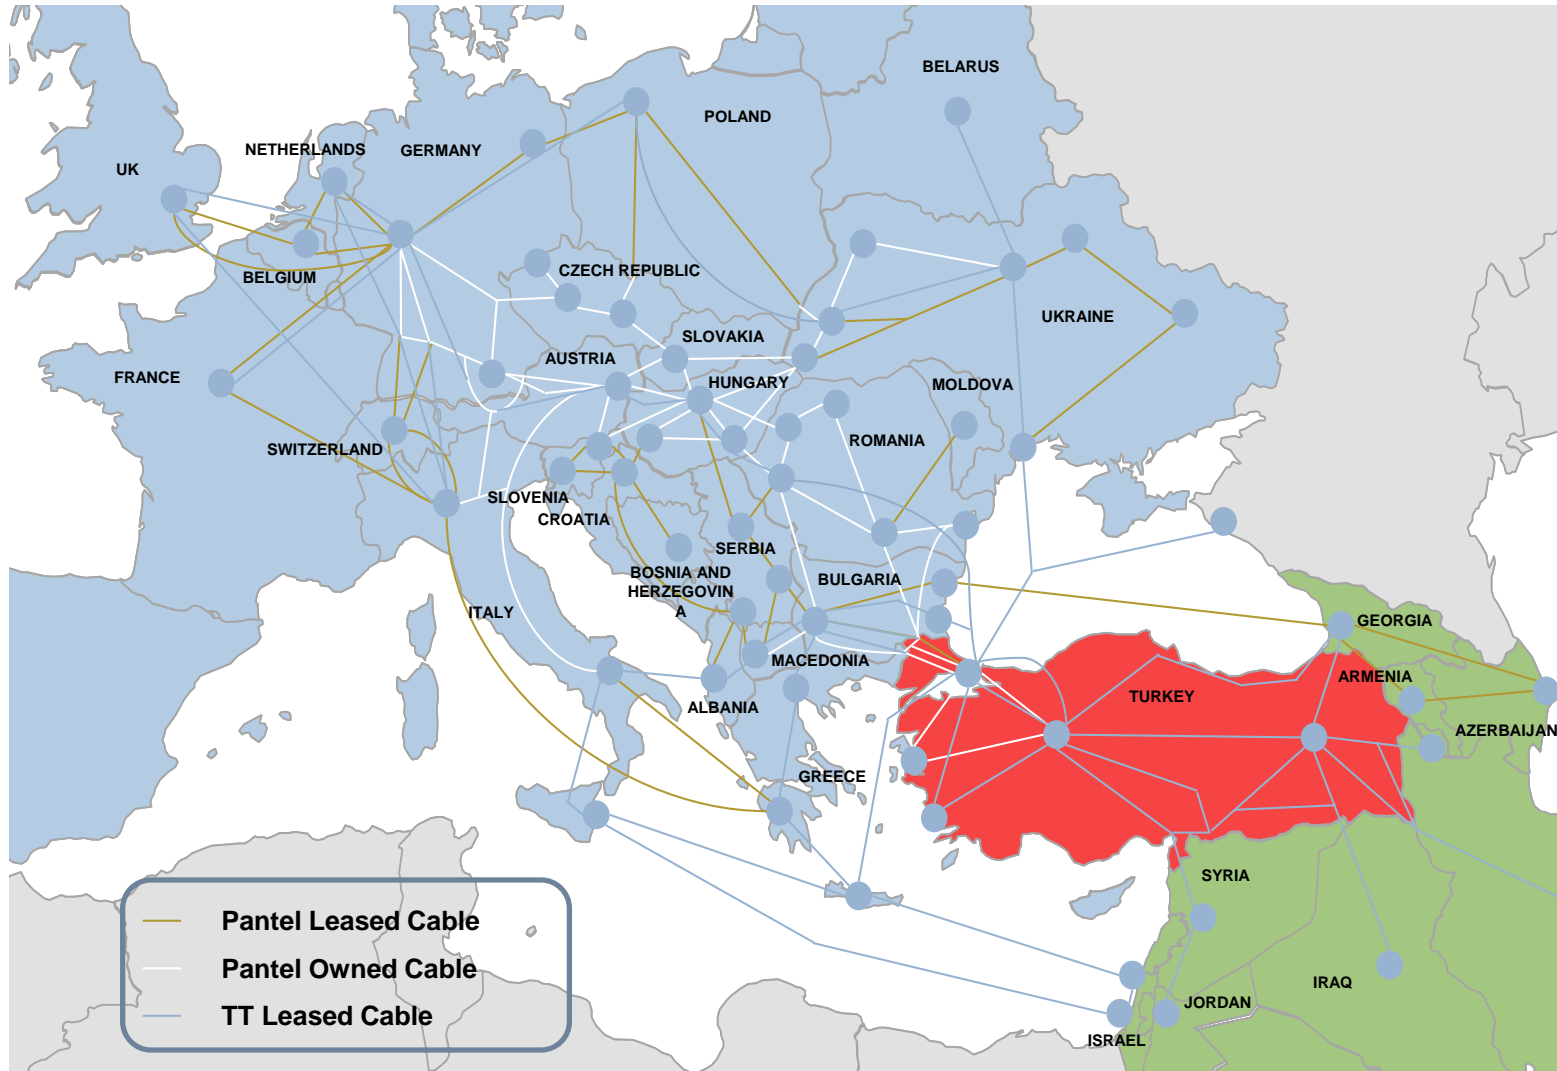 BELARUS
POLAND
NETHERLANDS
GERMANY
UK
CZECH REPUBLIC
BELGIUM
UKRAINE
SLOVAKIA
AUSTRIA
FRANCE
HUNGARY
MOLDOVA
ROMANIA
SWITZERLAND
SLOVENIA
CROATIA
SERBIA
BOSNIA AND
HERZEGOVIN
A
BULGARIA
ITALY
GEORGIA
MACEDONIA
ARMENIA
TURKEY
ALBANIA
AZERBAIJAN
GREECE
SYRIA
Pantel Leased Cable
Pantel Owned Cable
IRAQ
JORDAN
TT Leased Cable
ISRAEL